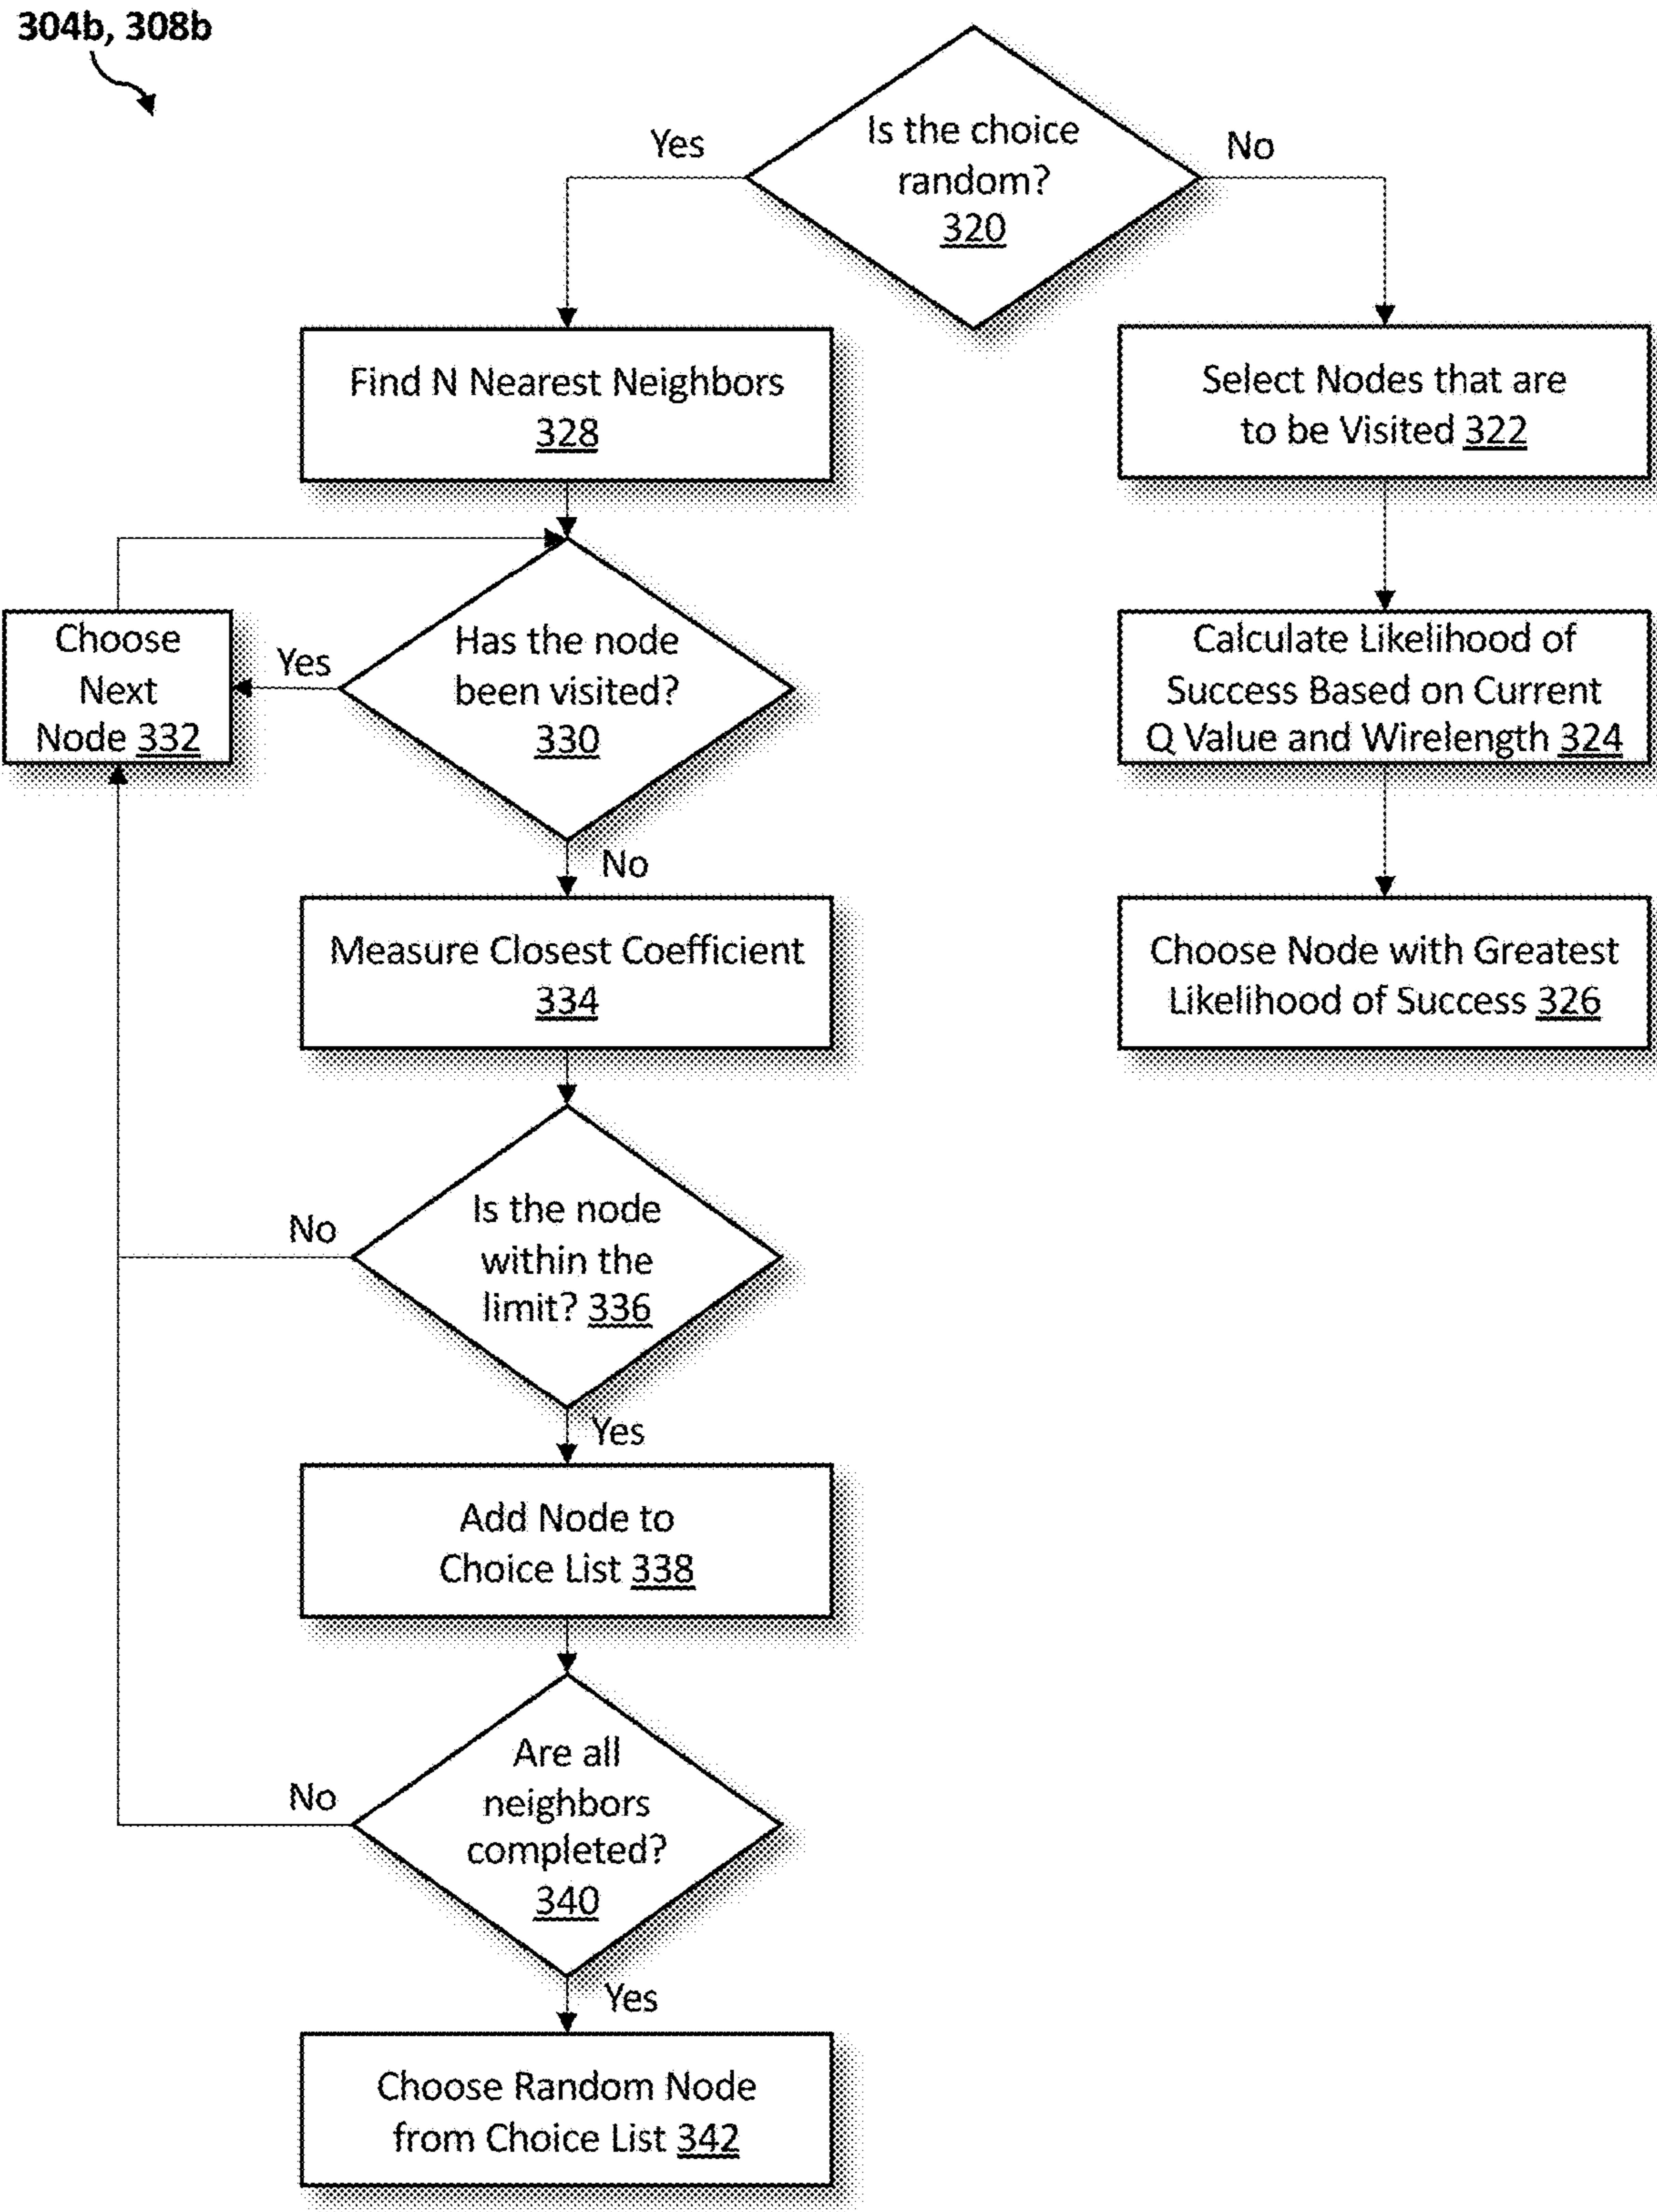 304b, 308b
Is the choice
random?
320
Yes
No
Find N Nearest Neighbors
328
Select Nodes that are
to be Visited 322
Choose
Next
Node 332
Yes
Has the node
been visited?
330
Calculate Likelihood of
Success Based on Current
Q Value and Wirelength 324
No
Measure Closest Coefficient
334
Choose Node with Greatest
Likelihood of Success 326
No
Is the node
within the
limit? 336
Yes
Add Node to
Choice List 338
No
Are all
neighbors
completed?
340
Yes
Choose Random Node
from Choice List 342